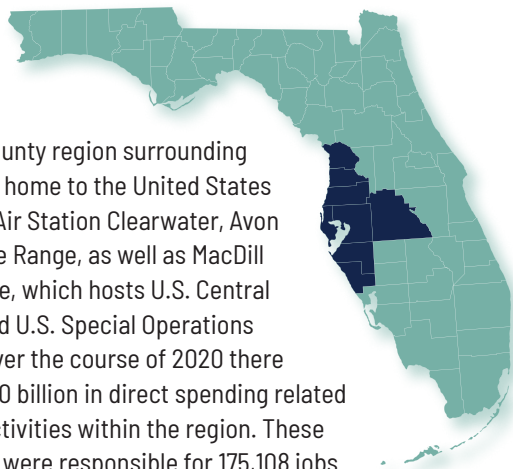 ounty region surrounding
home to the United States
Air Station Clearwater, Avon
e Range, as well as MacDill
e, which hosts U.S. Central
d U.S. Special Operations
ver the course of 2020 there
0 billion in direct spending related
ctivities within the region. These
were responsible for 175,108 jobs